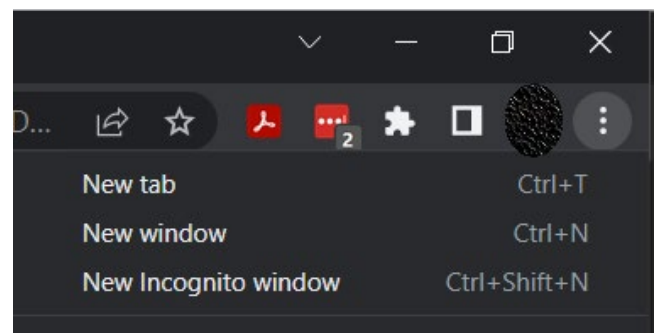 D...
2
New tab Ctrl+T
New window Ctrl+N
New Incognito window Ctrl+Shift+N